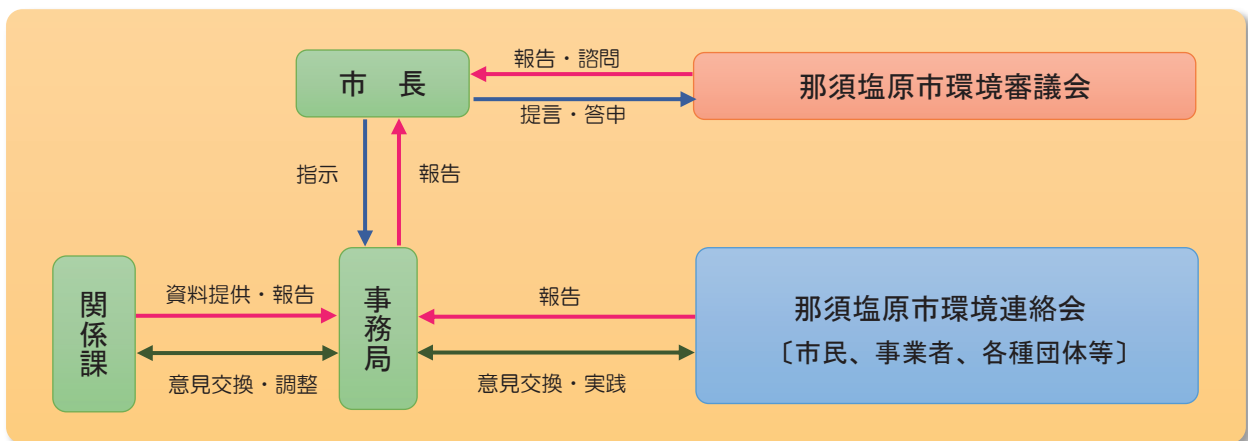 報告・諮問
市　長
那須塩原市環境審議会
提言・答申
指示
報告
関係課
資料提供・報告
事務局
報告
那須塩原市環境連絡会
〔市民、事業者、各種団体等〕
意見交換・調整
意見交換・実践